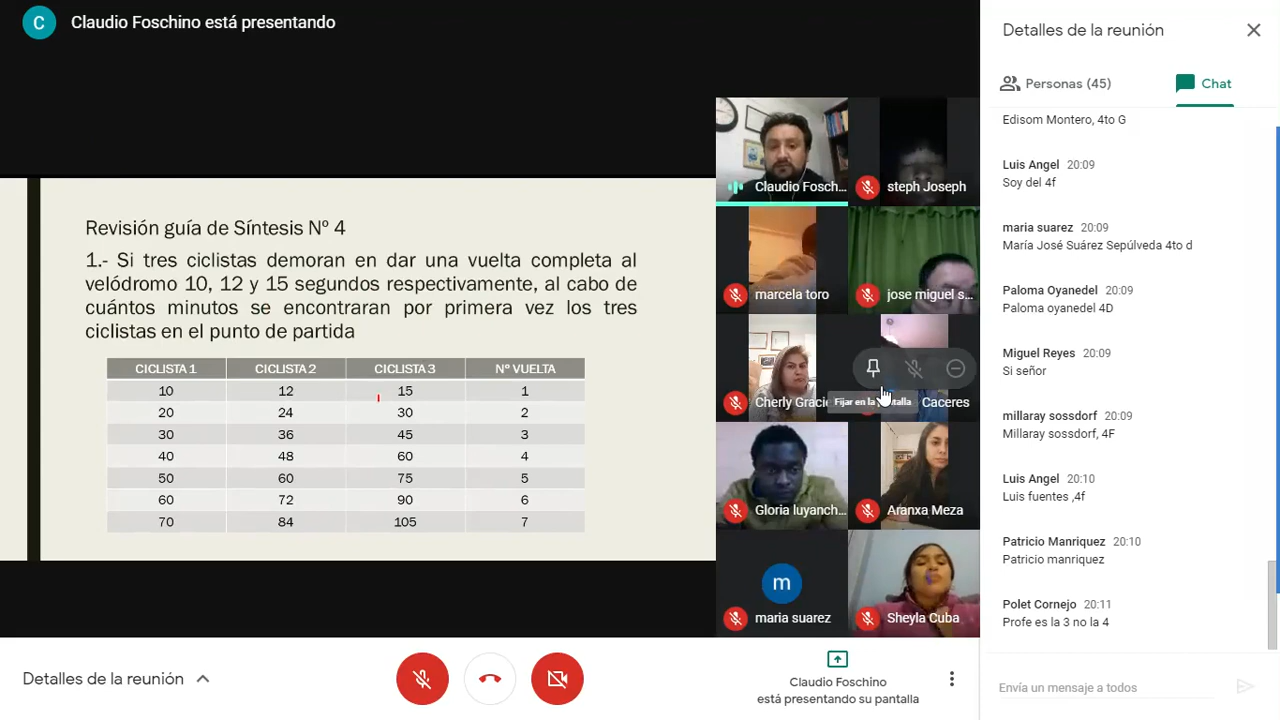 C Claudio Foschino está presentando
Revisión guía de Síntesis Nº 4
1.- Si tres ciclistas demoran en dar una vuelta completa al
velódromo 10, 12 y 15 segundos respectivamente, al cabo de
cuántos minutos se encontraran por primera vez los tres
ciclistas en el punto de partida
CICLISTA 1 CICLISTA 2 CICLISTA 3 Nº VUELTA
10 12 15 1
20 24 30 2
30 36 45 3
40 48 60 4
50 60 75 5
60 72 90 6
70 84 105 7
Claudio Fosch...
steph Joseph
marcela toro
jose miguel s...
Cherly Graci
Fijar en la pantalla
Caceres
Gloria luyanch...
Aranxa Meza
m
maria suarez
Sheyla Cuba
Detalles de la reunión
Personas (45)
Chat
Edisom Montero, 4to G
Luis Angel 20:09
Soy del 4f
maria suarez 20:09
María José Suárez Sepúlveda 4to d
Paloma Oyanedel 20:09
Paloma oyanedel 4D
Miguel Reyes 20:09
Si señor
millaray sossdorf 20:09
Millaray sossdorf, 4F
Luis Angel 20:10
Luis fuentes ,4f
Patricio Manriquez 20:10
Patricio manriquez
Polet Cornejo 20:11
Profe es la 3 no la 4
Envía un mensaje a todos
Detalles de la reunión
Claudio Foschino
está presentando su pantalla